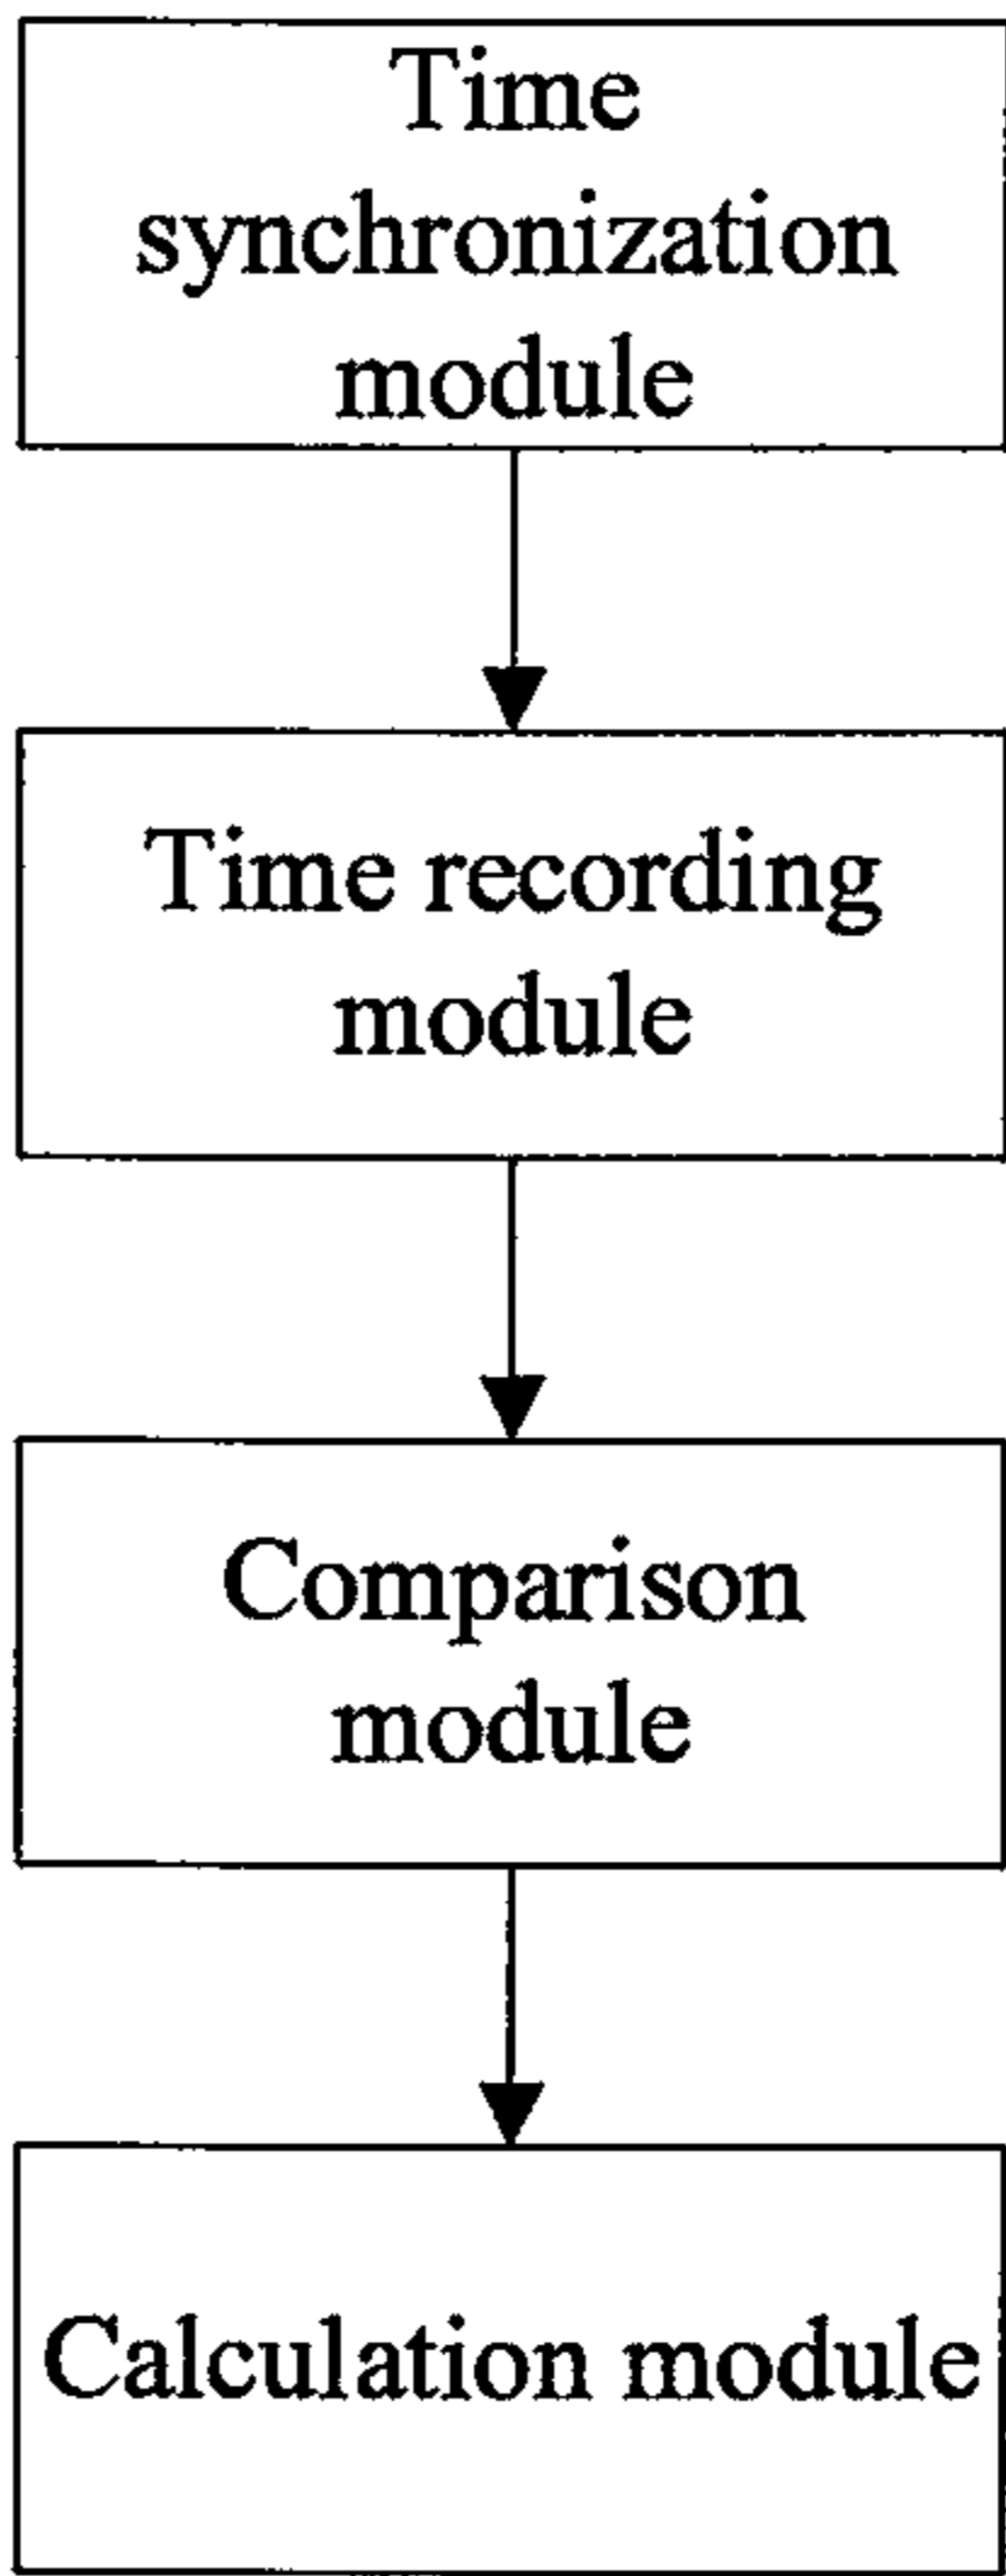 Time
synchronization
module
Time recording
module
Comparison
module
Calculation module